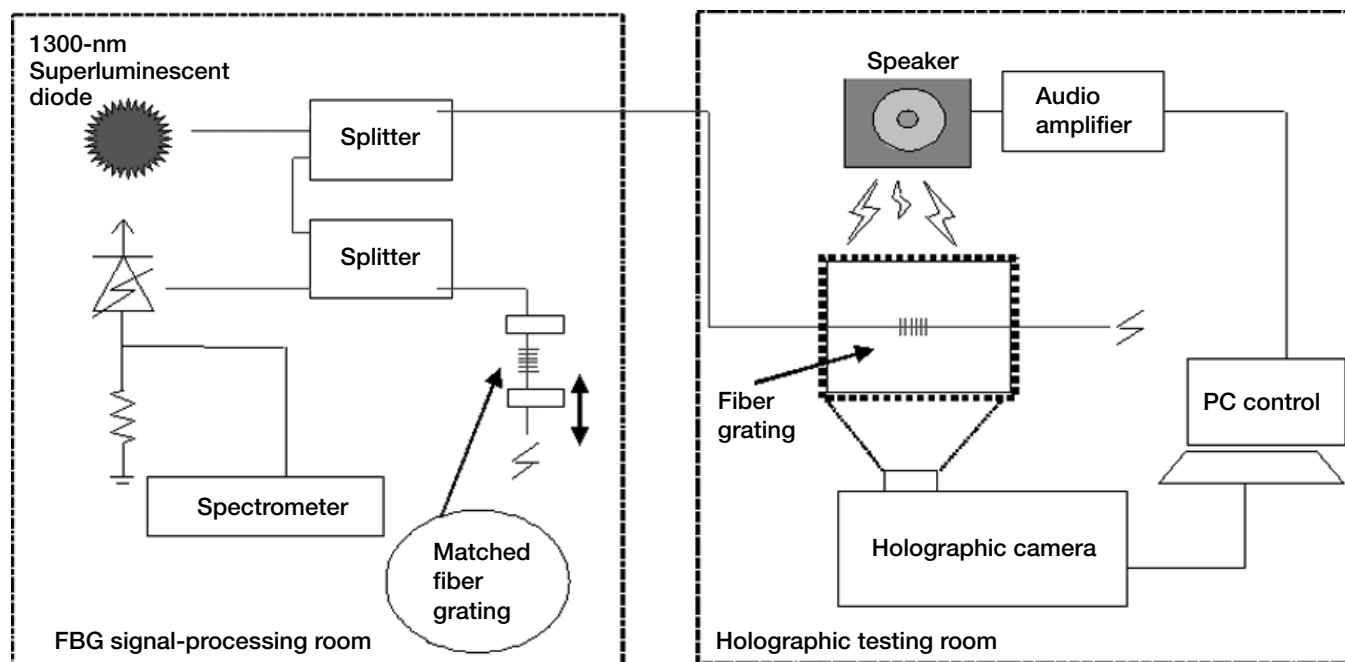 1300-nm
Superluminescent
diode
Splitter
Splitter
Spectrometer
Matched
fiber
grating
FBG signal-processing room
Speaker
Audio
amplifier
Fiber
grating
PC control
Holographic camera
Holographic testing room